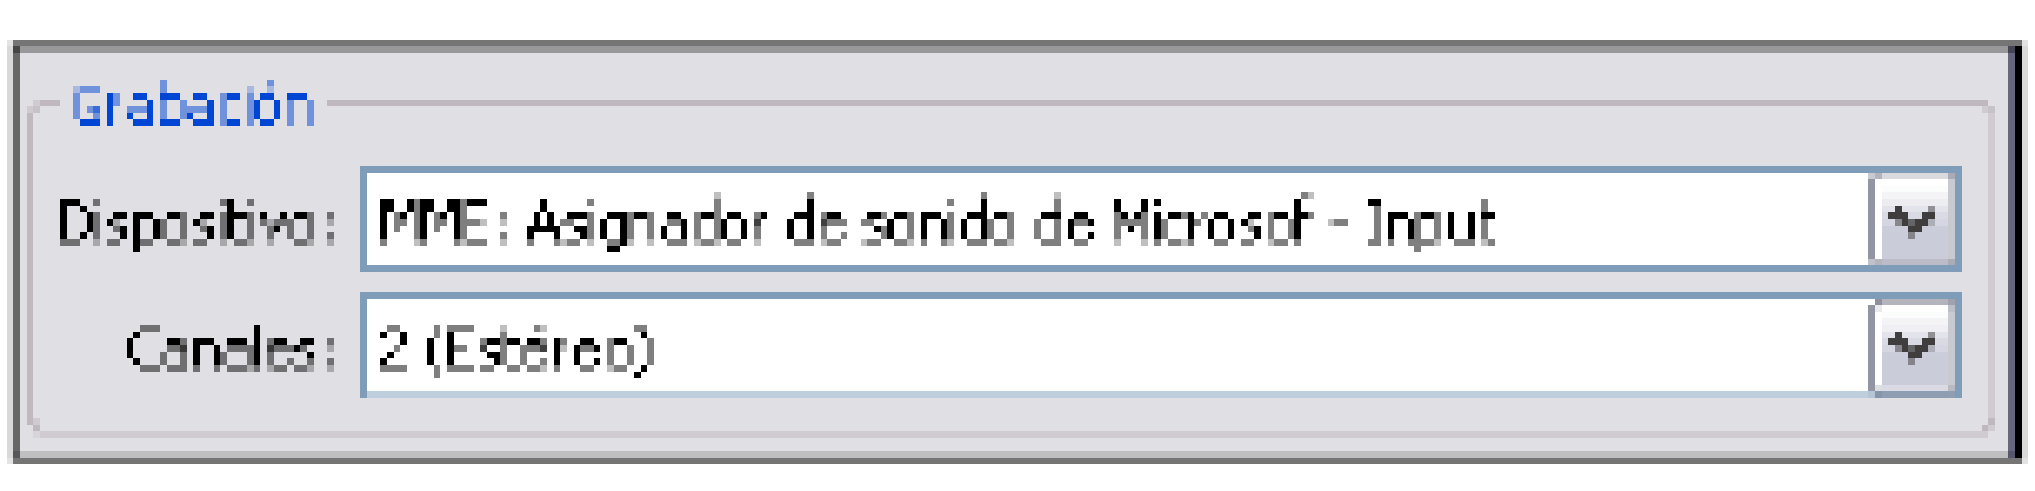 Grabación
Dispositivo: MME: Asignador de sonido de Microsof - Input
Canales: 2 (Estéreo)